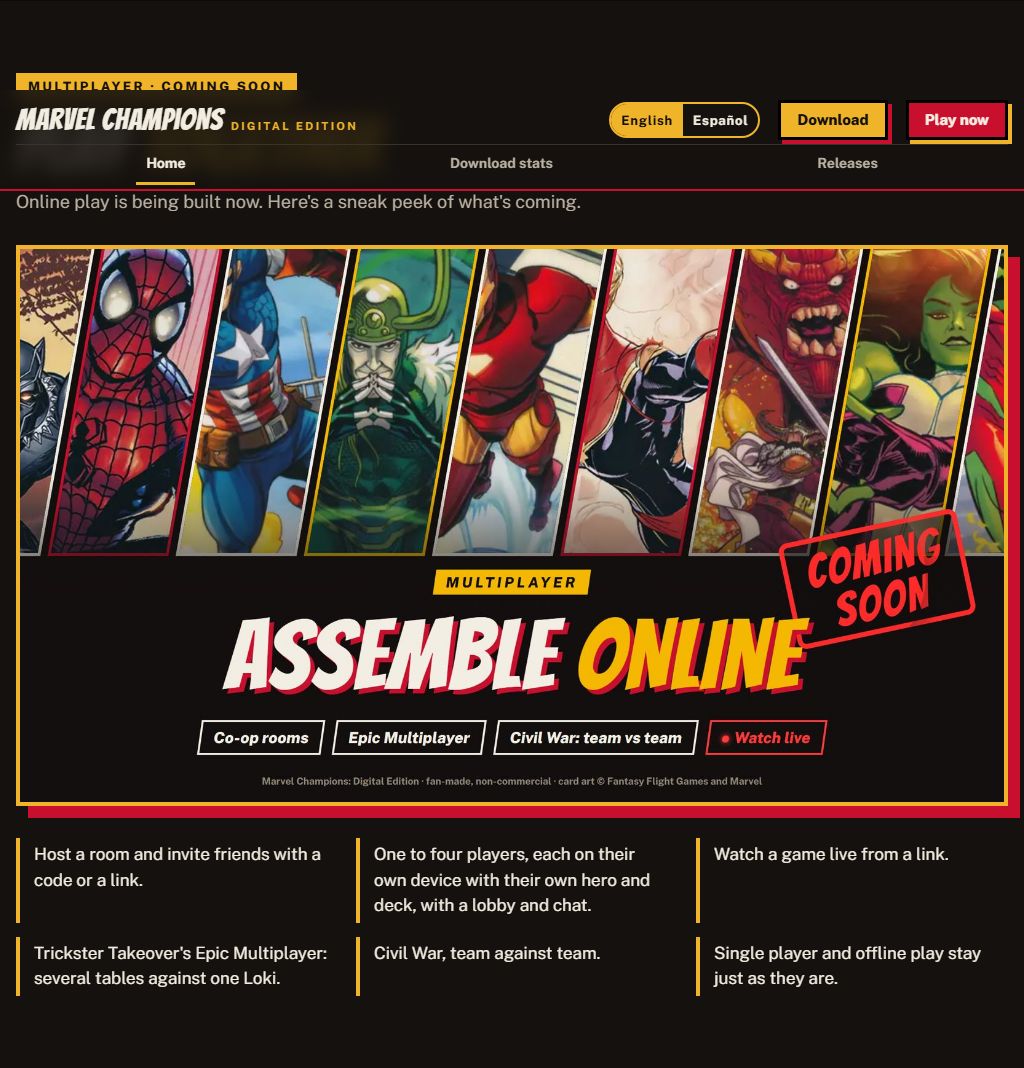 MULTIPLAYER · COMING SOON
MARVEL CHAMPIONS DIGITAL EDITION
English Español
Download
Play now
Home
Download stats
Releases
Online play is being built now. Here's a sneak peek of what's coming.
COMING
SOON
MULTIPLAYER
ASSEMBLE ONLINE
Co-op rooms
Epic Multiplayer
Civil War: team vs team
• Watch live
Marvel Champions: Digital Edition · fan-made, non-commercial · card art © Fantasy Flight Games and Marvel
Host a room and invite friends with a
code or a link.
One to four players, each on their
own device with their own hero and
deck, with a lobby and chat.
Watch a game live from a link.
Trickster Takeover's Epic Multiplayer:
several tables against one Loki.
Civil War, team against team.
Single player and offline play stay
just as they are.